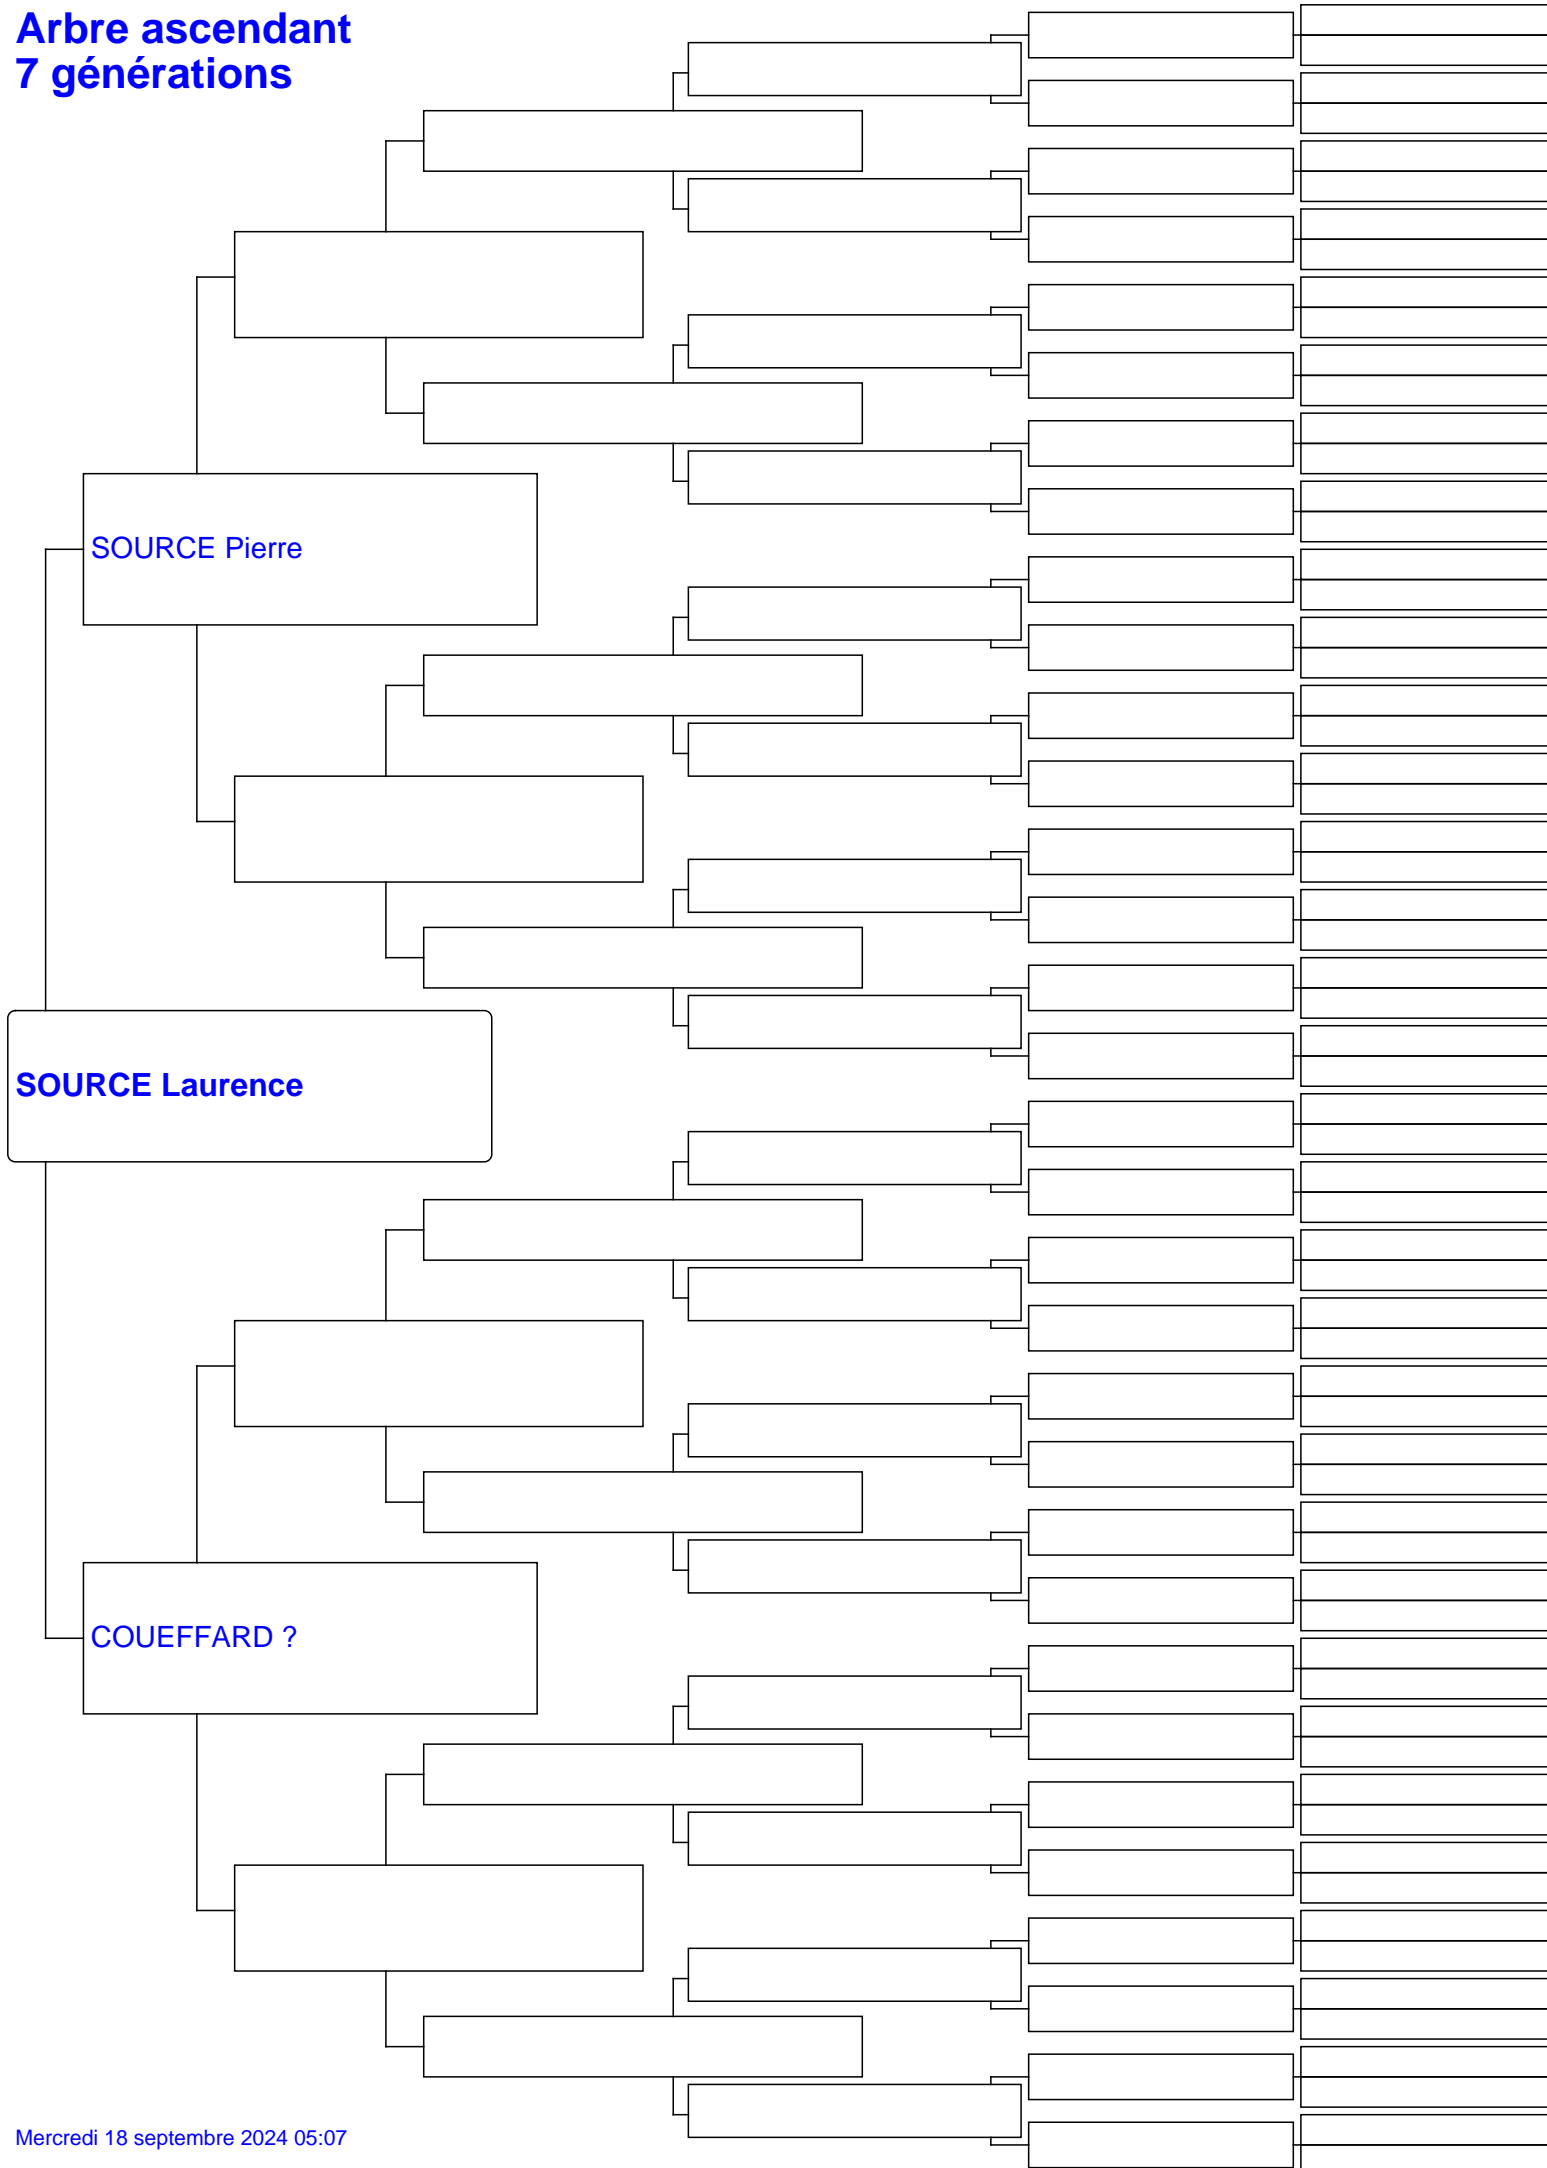 Arbre ascendant
7 générations
SOURCE Pierre
SOURCE Laurence
COUEFFARD ?
Mercredi 18 septembre 2024 05:07